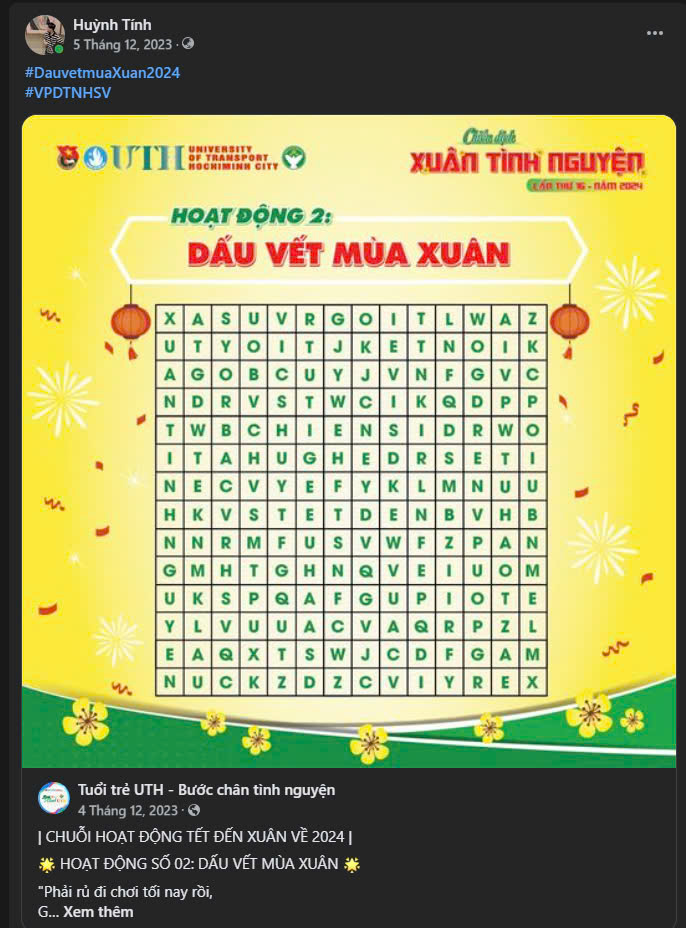 Huỳnh Tính
5 Tháng 12, 2023 ·
#DauvetmuaXuan2024
#VPDTNHSV
UTH UNIVERSITY
OF TRANSPORT
HOCHIMINH CITY
Chiến dịch
XUÂN TÌNH NGUYỆN
LẦN THỨ 16 - NĂM 2024
HOẠT ĐỘNG 2:
DẤU VẾT MÙA XUÂN
X A S U V R G O I T L W A Z
U T Y O I T J K E T N O I K
A G O B C U Y J V N F G V C
N D R V S T W C I K Q D P P
T W B C H I E N S I D R W O
I T A H U G H E D R S E T I
N E C V Y E F Y K L M N U U
H K V S T E T D E N B V H B
N N R M F U S V W F Z P A N
G M H T G H N Q V E I U O M
U K S P Q A F G U P I O T E
Y L V U U A C V A Q R P Z L
E A Q X T S W J C D F G A M
N U C K Z D Z C V I Y R E X
Tuổi trẻ UTH - Bước chân tình nguyện
4 Tháng 12, 2023 ·
| CHUỖI HOẠT ĐỘNG TẾT ĐẾN XUÂN VỀ 2024 |
🌟 HOẠT ĐỘNG SỐ 02: DẤU VẾT MÙA XUÂN 🌟
"Phải rủ đi chơi tối nay rồi,
G... Xem thêm